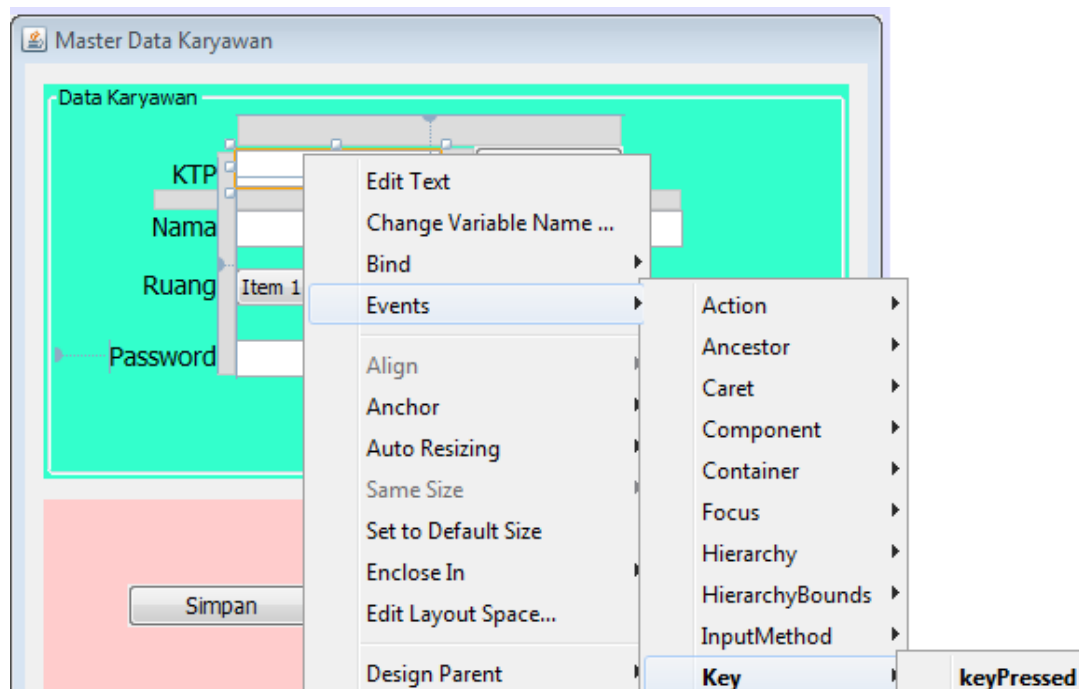 Master Data Karyawan
Data Karyawan
KTP
Nama
Ruang
Item 1
Password
Simpan
Edit Text
Change Variable Name ...
Bind
Events
Align
Anchor
Auto Resizing
Same Size
Set to Default Size
Enclose In
Edit Layout Space...
Design Parent
Action
Ancestor
Caret
Component
Container
Focus
Hierarchy
HierarchyBounds
InputMethod
Key
keyPressed